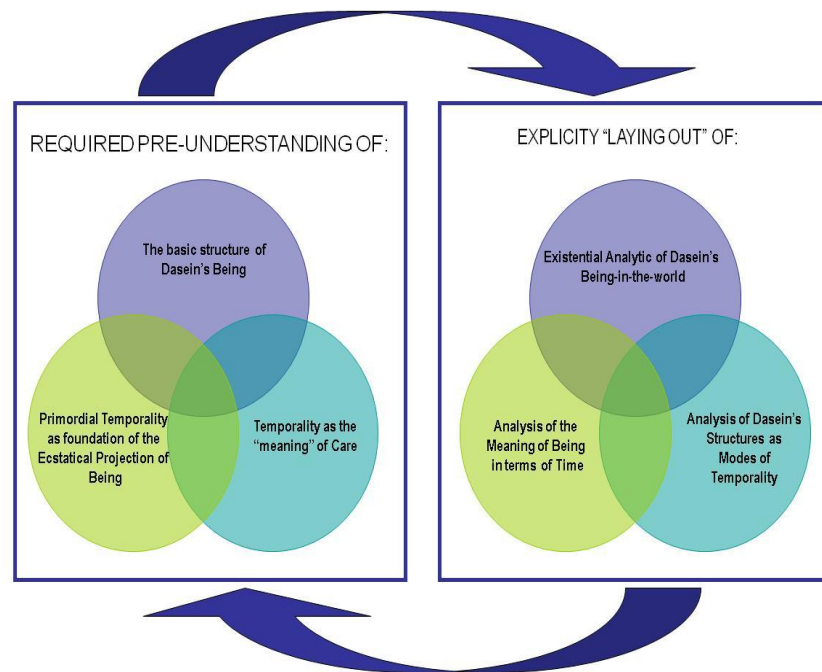 REQUIRED PRE-UNDERSTANDING OF:
The basic structure of
Dasein's Being
Primordial Temporality
as foundation of the
Ecstatical Projection of
Being
Temporality as the
"meaning" of Care
EXPLICITY "LAYING OUT" OF:
Existential Analytic of Dasein's
Being-in-the-world
Analysis of the
Meaning of Being
in terms of Time
Analysis of Dasein's
Structures as
Modes of
Temporality